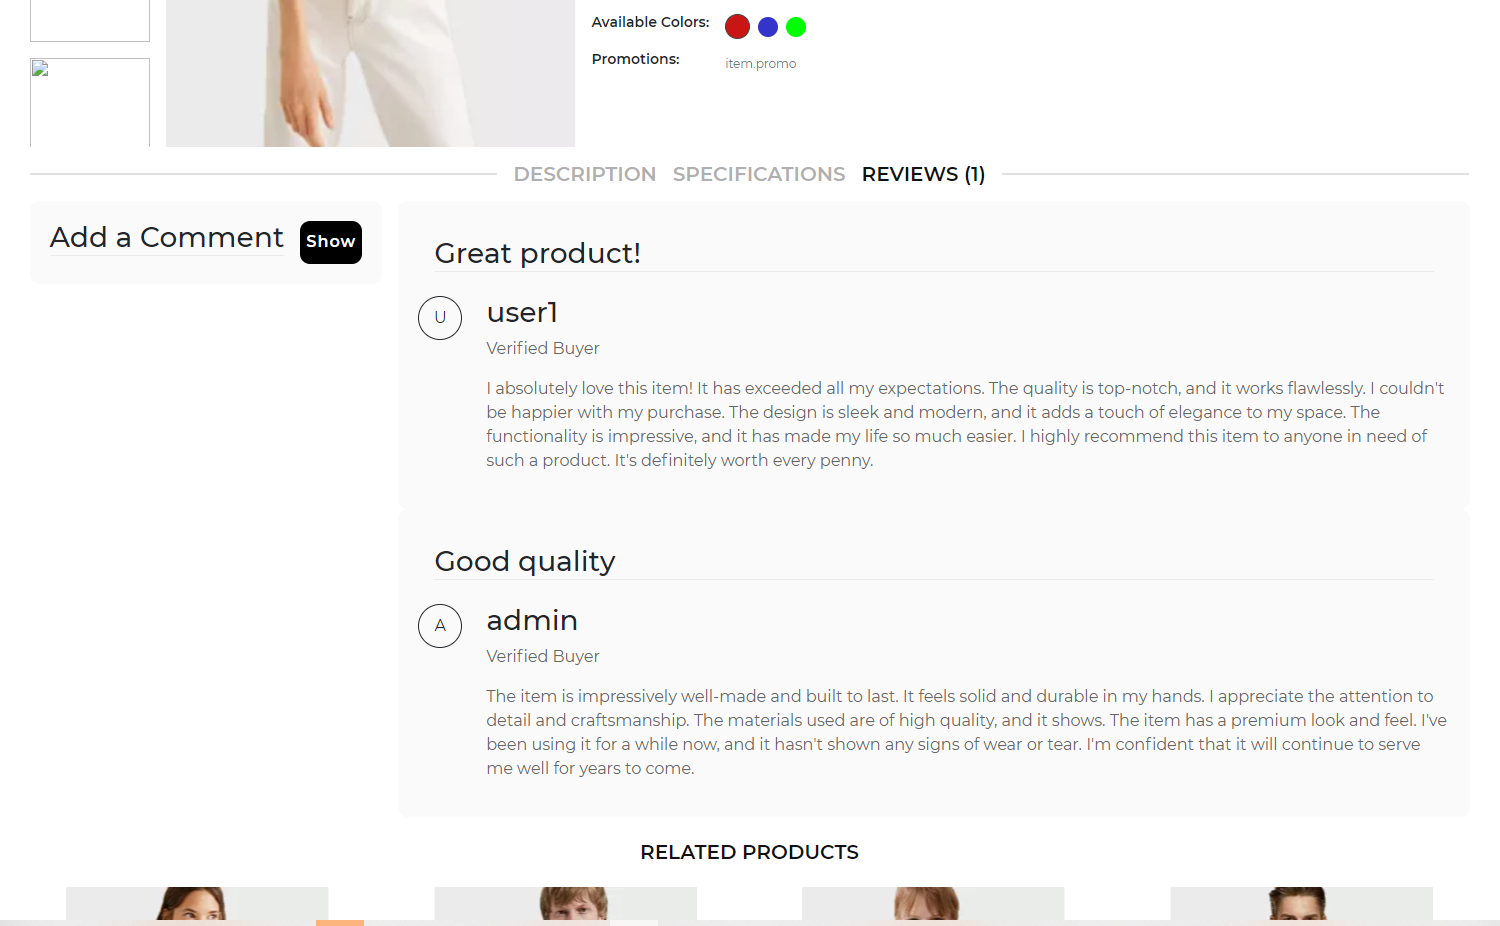 Available Colors:
Promotions:
item.promo
DESCRIPTION SPECIFICATIONS REVIEWS (1)
Add a Comment
Show
Great product!
U
user1
Verified Buyer
I absolutely love this item! It has exceeded all my expectations. The quality is top-notch, and it works flawlessly. I couldn't
be happier with my purchase. The design is sleek and modern, and it adds a touch of elegance to my space. The
functionality is impressive, and it has made my life so much easier. I highly recommend this item to anyone in need of
such a product. It's definitely worth every penny.
Good quality
A
admin
Verified Buyer
The item is impressively well-made and built to last. It feels solid and durable in my hands. I appreciate the attention to
detail and craftsmanship. The materials used are of high quality, and it shows. The item has a premium look and feel. I've
been using it for a while now, and it hasn't shown any signs of wear or tear. I'm confident that it will continue to serve
me well for years to come.
RELATED PRODUCTS